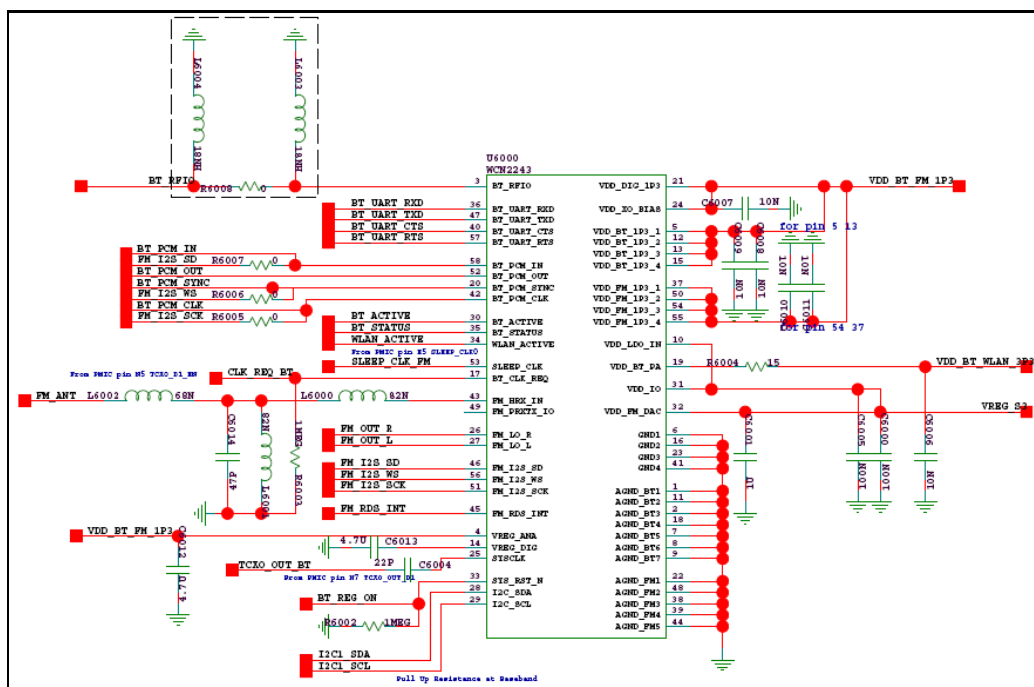 L6004
18NH
L6003
18NH
BT_RFIO
R6008
0
U6000
WCN2243
3
BT_RFIO
VDD_DIG_1P3
21
VDD_BT_FM_1P3
BT_UART_RXD
36
BT_UART_RXD
VDD_IO_BIAS
24
C6007
10N
BT_UART_TXD
47
BT_UART_TXD
BT_UART_CTS
40
BT_UART_CTS
VDD_BT_1P3_1
5
for pin 5 13
BT_UART_RTS
57
BT_UART_RTS
VDD_BT_1P3_2
12
VDD_BT_1P3_3
13
VDD_BT_1P3_4
15
10N
10N
10N
10N
BT_PCM_IN
FM_I2S_SD
R6007
0
58
BT_PCM_IN
BT_PCM_OUT
52
BT_PCM_OUT
BT_PCM_SYNC
20
BT_PCM_SYNC
VDD_FM_1P3_1
37
FM_I2S_WS
R6006
0
42
BT_PCM_CLK
VDD_FM_1P3_2
50
BT_PCM_CLK
VDD_FM_1P3_3
54
FM_I2S_SCK
R6005
0
VDD_FM_1P3_4
55
6011
for pin 54 37
BT_ACTIVE
30
BT_ACTIVE
BT_STATUS
35
BT_STATUS
WLAN_ACTIVE
34
WLAN_ACTIVE
VDD_LDO_IN
10
From PMIC pin E5 SLEEP_CLK0
SLEEP_CLK_FM
53
SLEEP_CLK
VDD_BT_PA
19
R6004
15
VDD_BT_WLAN_3P3
From PMIC pin N5 TCXO_D1_EN
CLK_REQ_BT
17
BT_CLK_REQ
VDD_IO
31
FM_ANT
L6002
68N
L6000
82N
43
FM_HRX_IN
49
FM_PRXTX_IO
VDD_FM_DAC
32
VREG_S3
C6014
47P
82N
1MEG
R6003
C6001
1U
C6005
100N
C6000
100N
C6006
10N
FM_OUT_R
26
FM_LO_R
GND1
6
FM_OUT_L
27
FM_LO_L
GND2
16
GND3
23
GND4
41
FM_I2S_SD
46
FM_I2S_SD
FM_I2S_WS
56
FM_I2S_WS
FM_I2S_SCK
51
FM_I2S_SCK
AGND_BT1
1
AGND_BT2
11
AGND_BT3
2
FM_RDS_INT
45
FM_RDS_INT
AGND_BT4
18
VDD_BT_FM_1P3
4
VREG_ANA
AGND_BT5
7
4.7U
C6013
14
VREG_DIG
AGND_BT6
8
25
SYSCLK
AGND_BT7
9
C6012
4.7U
TCXO_OUT_BT
22P
C6004
From PMIC pin N7 TCXO_OUT_D1
33
SYS_RST_N
AGND_FM1
22
28
I2C_SDA
AGND_FM2
48
BT_REG_ON
29
I2C_SCL
AGND_FM3
38
R6002
1MEG
AGND_FM4
39
AGND_FM5
44
I2C1_SDA
I2C1_SCL
Pull Up Resistance at Baseband